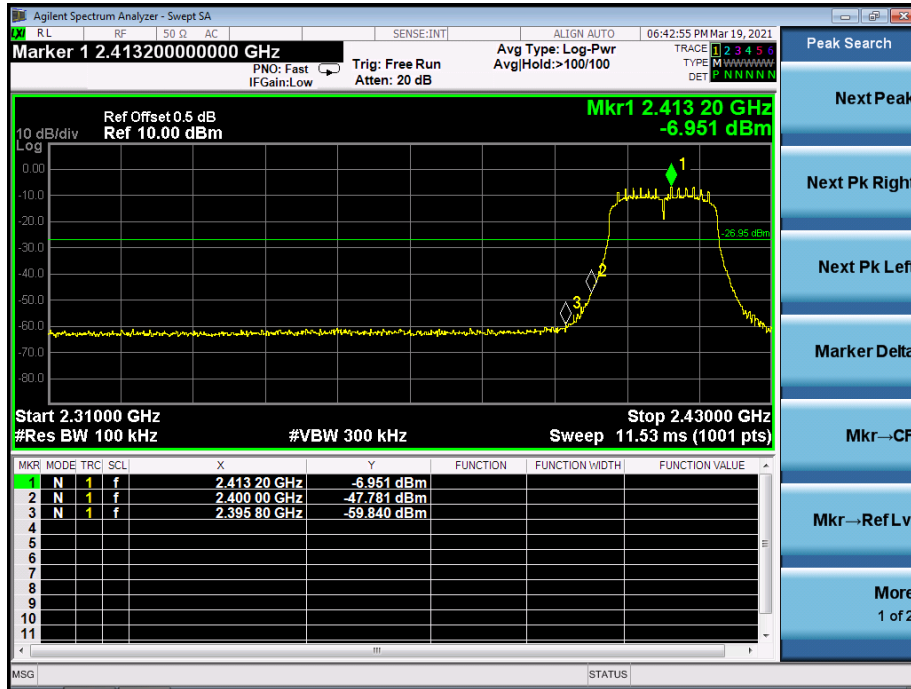 Agilent Spectrum Analyzer - Swept SA
LXI RL RF 50 Ω AC SENSE:INT ALIGN AUTO 06:42:55 PM Mar 19, 2021
Marker 1 2.413200000000 GHz
PNO: Fast
IFGain:Low
Trig: Free Run
Atten: 20 dB
Avg Type: Log-Pwr
Avg|Hold:>100/100
TRACE 1 2 3 4 5 6
TYPE M WWWWW
DET P N N N N N
Peak Search
Next Peak
Next Pk Right
Next Pk Left
Marker Delta
Mkr→CF
Mkr→Ref Lv
More
1 of 2
Ref Offset 0.5 dB
10 dB/div Ref 10.00 dBm
Log
Mkr1 2.413 20 GHz
-6.951 dBm
0.00
-10.0
-20.0
-30.0
-40.0
-50.0
-60.0
-70.0
-80.0
1
2
3
-26.95 dBm
Start 2.31000 GHz Stop 2.43000 GHz
#Res BW 100 kHz #VBW 300 kHz Sweep 11.53 ms (1001 pts)
MKR MODE TRC SCL X Y FUNCTION FUNCTION WIDTH FUNCTION VALUE
1 N 1 f 2.413 20 GHz -6.951 dBm
2 N 1 f 2.400 00 GHz -47.781 dBm
3 N 1 f 2.395 80 GHz -59.840 dBm
4
5
6
7
8
9
10
11
MSG STATUS